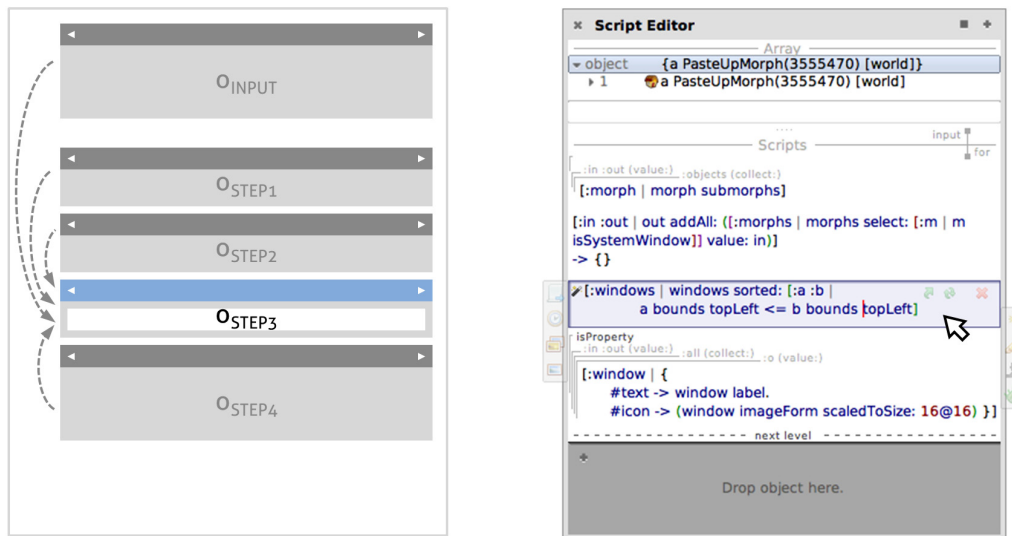 OINPUT
OSTEP1
OSTEP2
OSTEP3
OSTEP4
Script Editor
Array
object {a PasteUpMorph(3555470) [world]}
1 a PasteUpMorph(3555470) [world]
input
Scripts
for
:in :out (value:) :objects (collect:)
[:morph | morph submorphs]
[:in :out | out addAll: ([:morphs | morphs select: [:m | m
isSystemWindow]] value: in)]
-> {}
[:windows | windows sorted: [:a :b |
a bounds topLeft <= b bounds topLeft]
isProperty
:in :out (value:) :all (collect:) :o (value:)
[:window | {
#text -> window label.
#icon -> (window imageForm scaledToSize: 16@16) }]
next level
Drop object here.